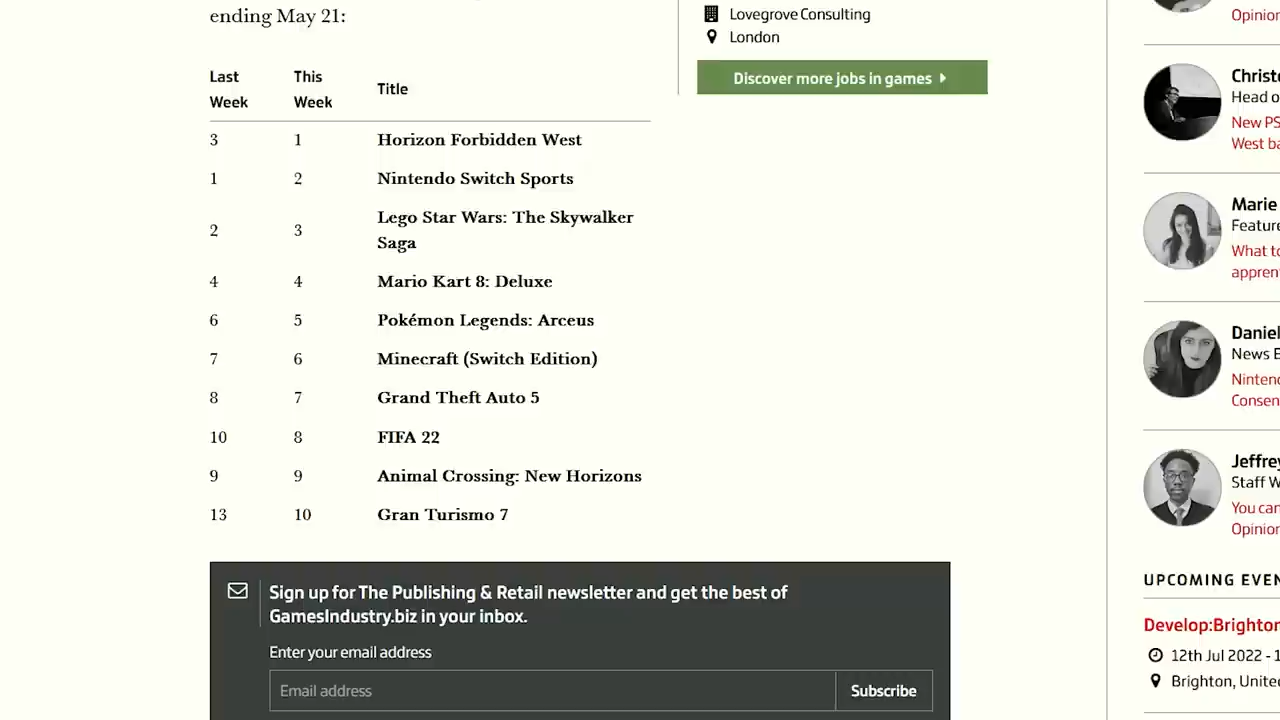 ending May 21:
Last Week
This Week
Title
3 1 Horizon Forbidden West
1 2 Nintendo Switch Sports
2 3 Lego Star Wars: The Skywalker
Saga
4 4 Mario Kart 8: Deluxe
6 5 Pokémon Legends: Arceus
7 6 Minecraft (Switch Edition)
8 7 Grand Theft Auto 5
10 8 FIFA 22
9 9 Animal Crossing: New Horizons
13 10 Gran Turismo 7
Sign up for The Publishing & Retail newsletter and get the best of
GamesIndustry.biz in your inbox.
Enter your email address
Email address
Subscribe
Lovegrove Consulting
London
Discover more jobs in games
Opinion
Christ
Head o
New PS
West ba
Marie
Feature
What to
appren
Daniel
News E
Nintend
Consen
Jeffrey
Staff W
You can
Opinion
UPCOMING EVEN
Develop:Brighton
12th Jul 2022 - 1
Brighton, United